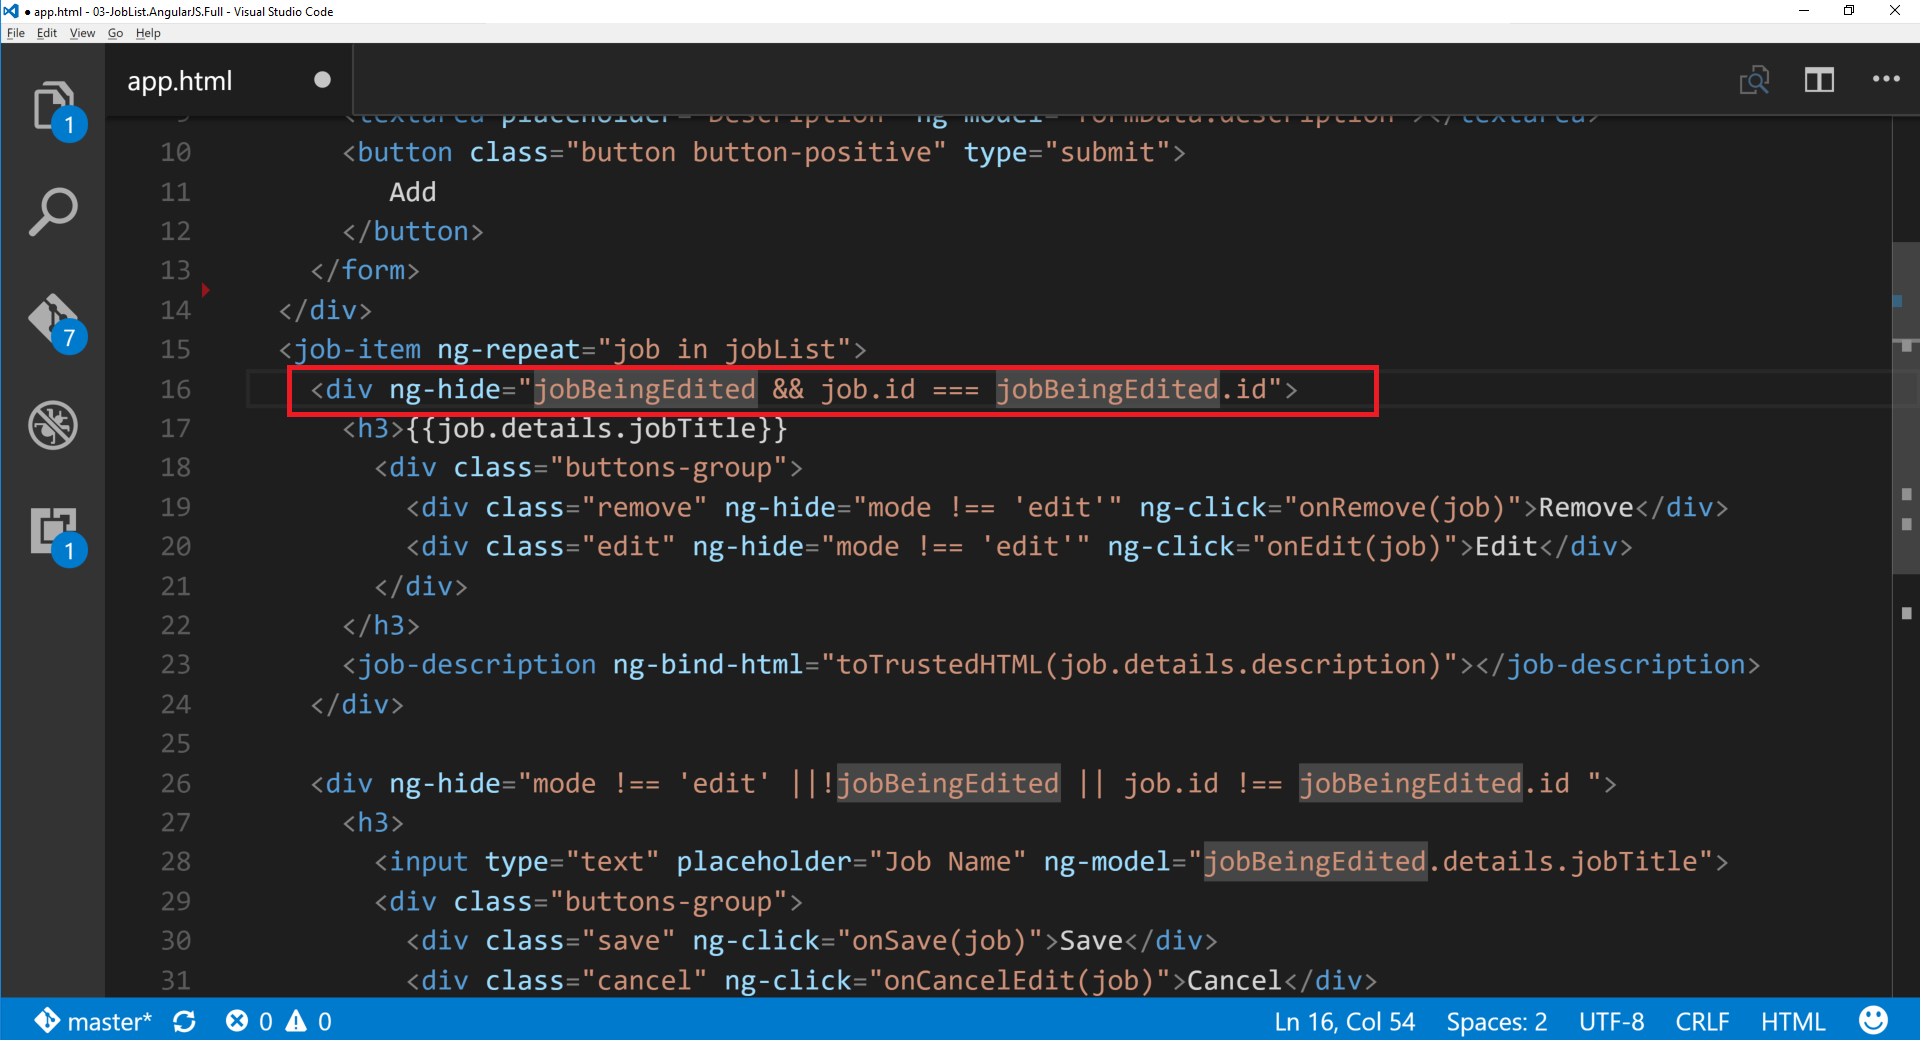 ● app.html - 03-JobList.AngularJS.Full - Visual Studio Code
File Edit View Go Help
app.html
9 <textarea placeholder="Description" ng-model="formData.description"></textarea>
10 <button class="button button-positive" type="submit">
11 Add
12 </button>
13 </form>
14 </div>
15 <job-item ng-repeat="job in jobList">
16 <div ng-hide="jobBeingEdited && job.id === jobBeingEdited.id">
17 <h3>{{job.details.jobTitle}}
18 <div class="buttons-group">
19 <div class="remove" ng-hide="mode !== 'edit'" ng-click="onRemove(job)">Remove</div>
20 <div class="edit" ng-hide="mode !== 'edit'" ng-click="onEdit(job)">Edit</div>
21 </div>
22 </h3>
23 <job-description ng-bind-html="toTrustedHTML(job.details.description)"></job-description>
24 </div>
25
26 <div ng-hide="mode !== 'edit' ||!jobBeingEdited || job.id !== jobBeingEdited.id ">
27 <h3>
28 <input type="text" placeholder="Job Name" ng-model="jobBeingEdited.details.jobTitle">
29 <div class="buttons-group">
30 <div class="save" ng-click="onSave(job)">Save</div>
31 <div class="cancel" ng-click="onCancelEdit(job)">Cancel</div>
1
7
1
master* 0 0 Ln 16, Col 54 Spaces: 2 UTF-8 CRLF HTML